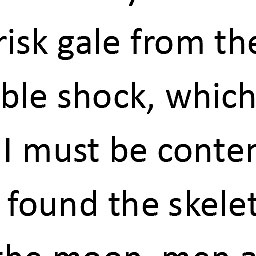 risk gale from the
ble shock, which
I must be conten
found the skelet
the moon, men a